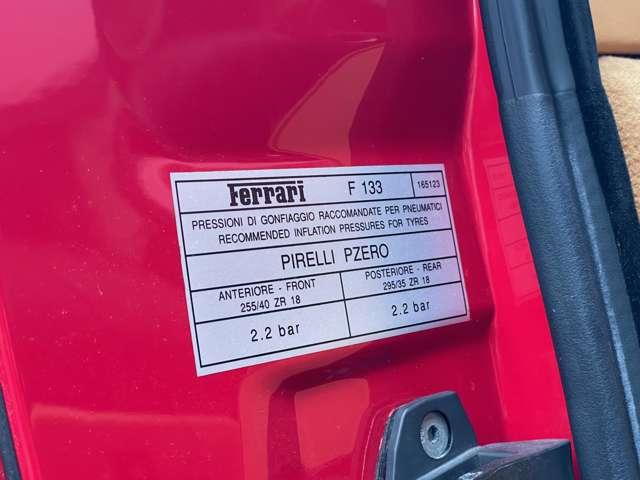 Ferrari F 133 165123
PRESSIONI DI GONFIAGGIO RACCOMANDATE PER PNEUMATICI
RECOMMENDED INFLATION PRESSURES FOR TYRES
PIRELLI PZERO
ANTERIORE - FRONT
255/40 ZR 18
POSTERIORE - REAR
295/35 ZR 18
2.2 bar
2.2 bar